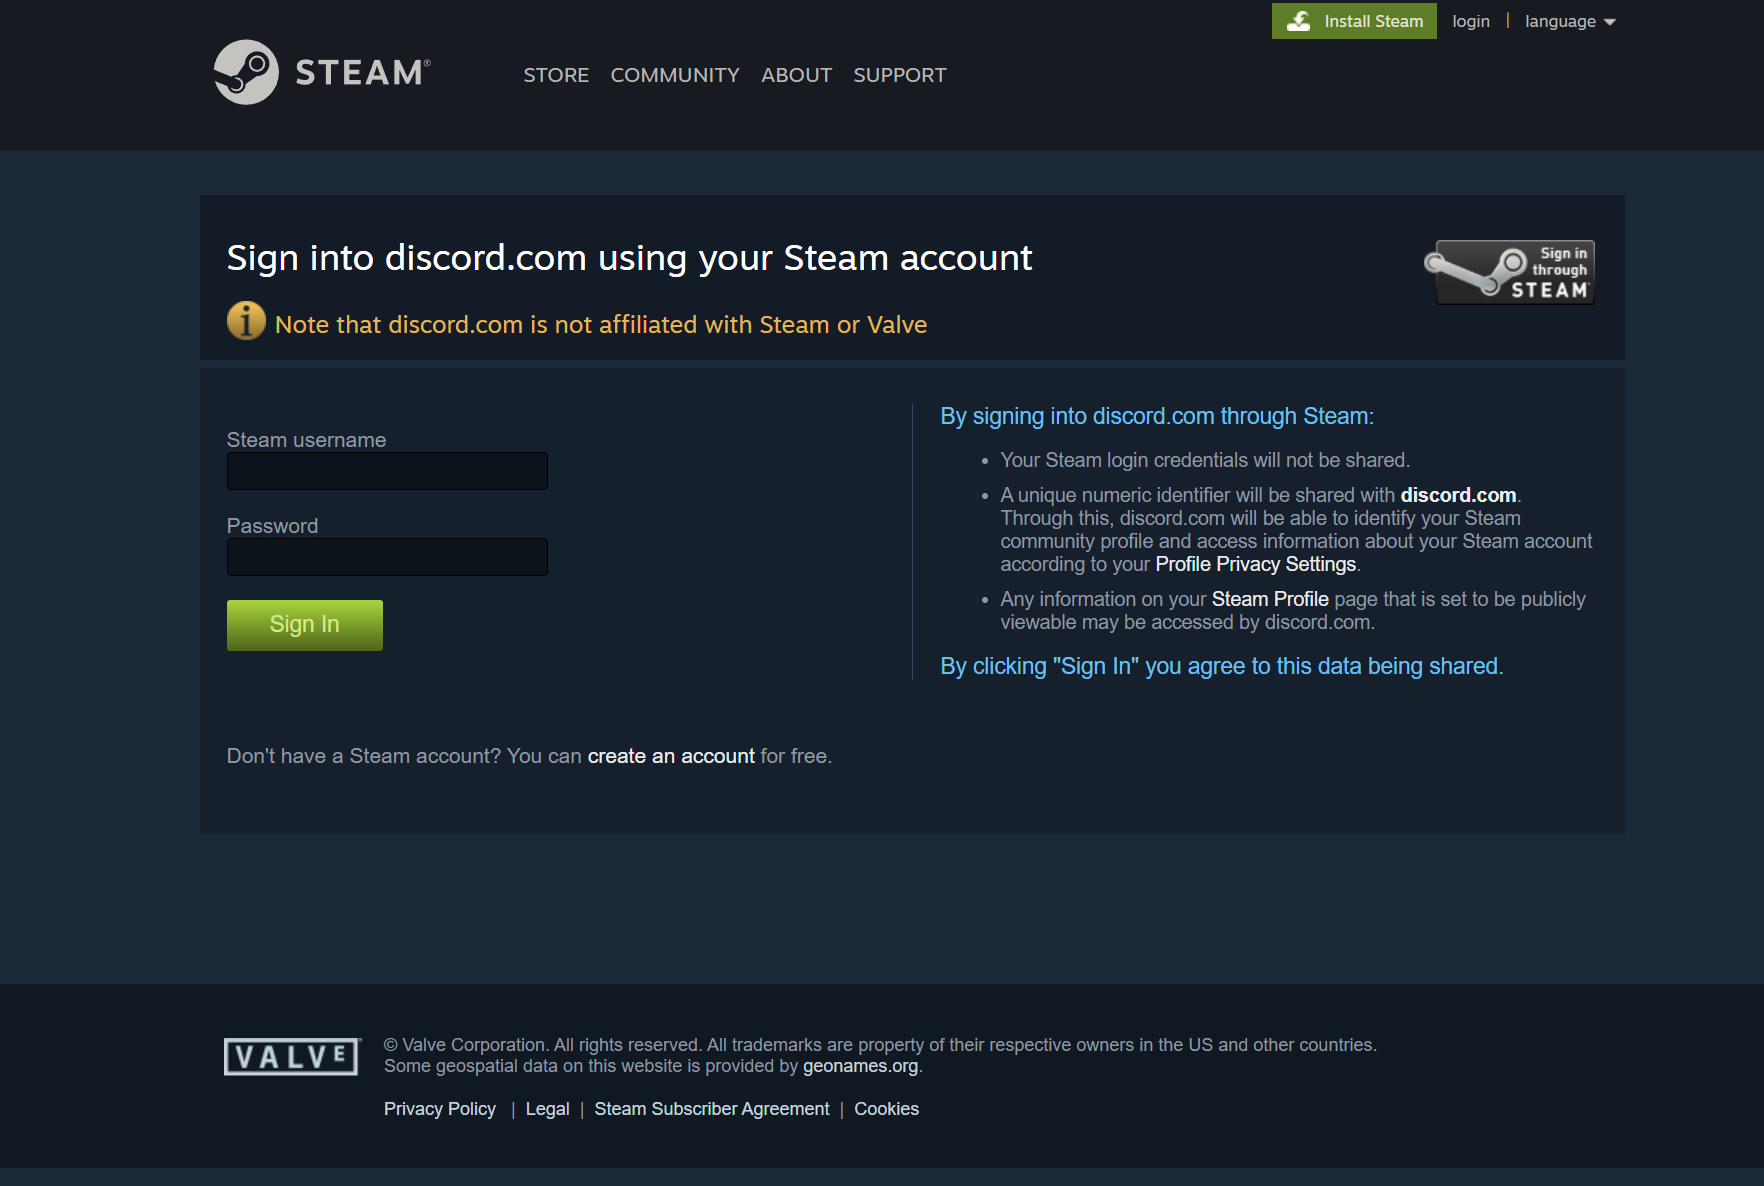 Install Steam login | language
STEAM®
STORE COMMUNITY ABOUT SUPPORT
Sign into discord.com using your Steam account
Note that discord.com is not affiliated with Steam or Valve
Sign in
through
STEAM
Steam username
Password
Sign In
By signing into discord.com through Steam:
• Your Steam login credentials will not be shared.
• A unique numeric identifier will be shared with discord.com.
Through this, discord.com will be able to identify your Steam
community profile and access information about your Steam account
according to your Profile Privacy Settings.
• Any information on your Steam Profile page that is set to be publicly
viewable may be accessed by discord.com.
By clicking "Sign In" you agree to this data being shared.
Don't have a Steam account? You can create an account for free.
VALVE
© Valve Corporation. All rights reserved. All trademarks are property of their respective owners in the US and other countries.
Some geospatial data on this website is provided by geonames.org.
Privacy Policy | Legal | Steam Subscriber Agreement | Cookies